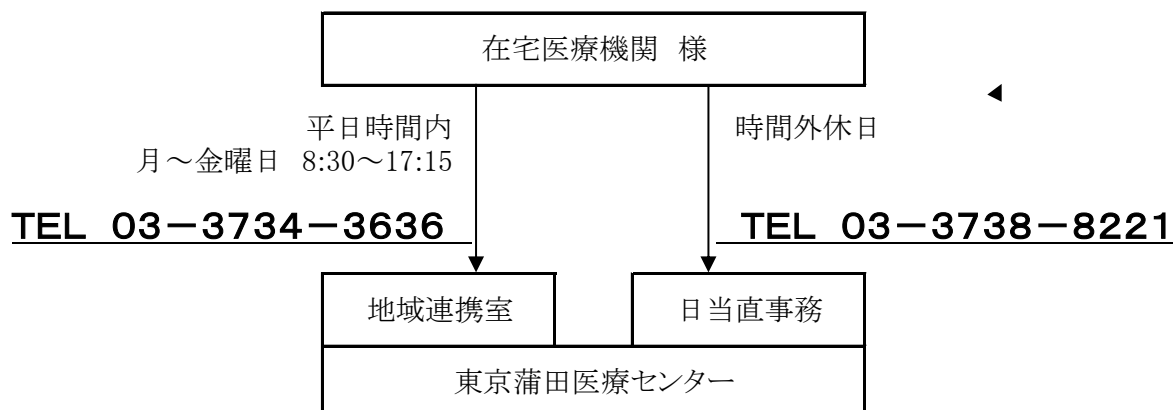 在宅医療機関 様
平日時間内
月～金曜日 8:30～17:15
時間外休日
TEL 03－3734－3636
TEL 03－3738－8221
地域連携室
日当直事務
東京蒲田医療センター